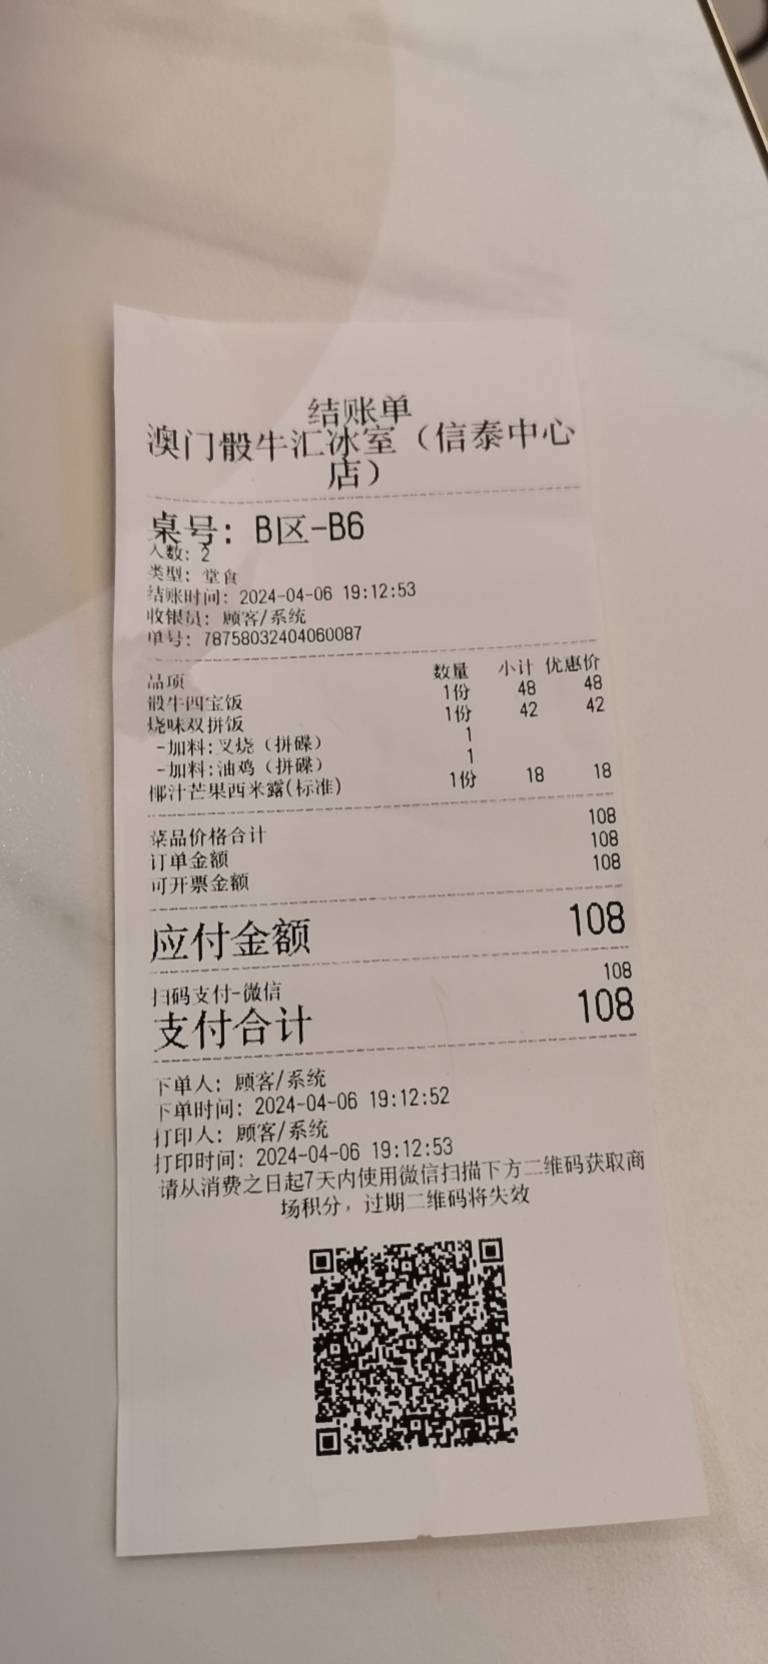 结账单
澳门骰牛汇冰室（信泰中心
店）
桌号: B区-B6
人数: 2
类型: 堂食
结账时间: 2024-04-06 19:12:53
收银员: 顾客/系统
单号: 78758032404060087
品项 数量 小计 优惠价
骰牛四宝饭 1份 48 48
烧味双拼饭 1份 42 42
-加料:叉烧（拼碟） 1
-加料:油鸡（拼碟） 1
椰汁芒果西米露(标准) 1份 18 18
菜品价格合计 108
订单金额 108
可开票金额 108
应付金额 108
扫码支付-微信 108
支付合计 108
下单人: 顾客/系统
下单时间: 2024-04-06 19:12:52
打印人: 顾客/系统
打印时间: 2024-04-06 19:12:53
请从消费之日起7天内使用微信扫描下方二维码获取商
场积分，过期二维码将失效